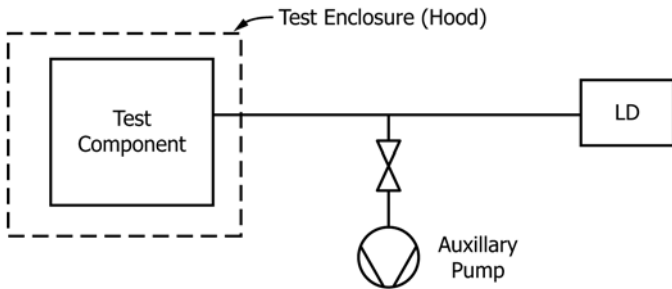 Test Enclosure (Hood)
Test
Component
LD
Auxillary
Pump